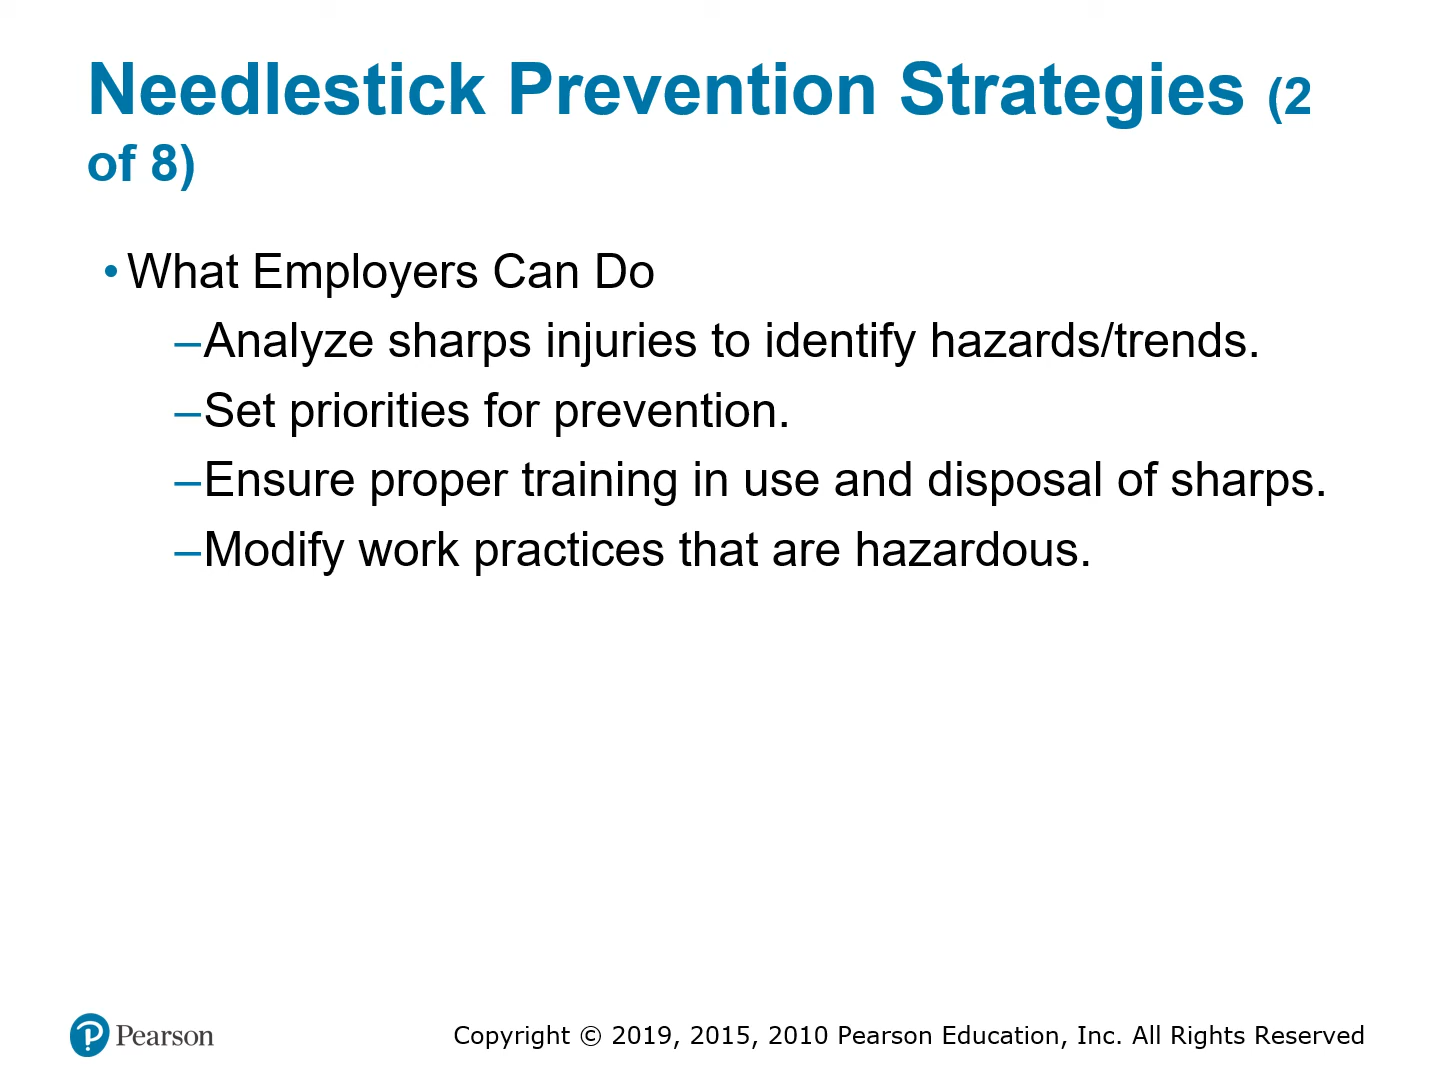 Needlestick Prevention Strategies (2
of 8)
• What Employers Can Do
–Analyze sharps injuries to identify hazards/trends.
–Set priorities for prevention.
–Ensure proper training in use and disposal of sharps.
–Modify work practices that are hazardous.
Pearson
Copyright © 2019, 2015, 2010 Pearson Education, Inc. All Rights Reserved